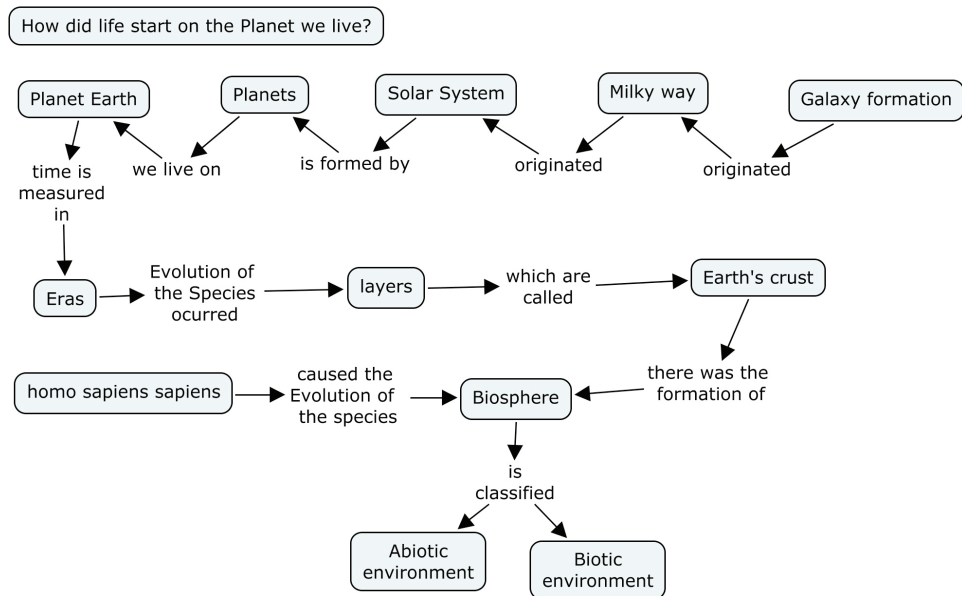 How did life start on the Planet we live?
Planet Earth
Planets
Solar System
Milky way
Galaxy formation
time is
measured
in
we live on
is formed by
originated
originated
Eras
Evolution of
the Species
ocurred
layers
which are
called
Earth's crust
there was the
formation of
homo sapiens sapiens
caused the
Evolution of
the species
Biosphere
is
classified
Abiotic
environment
Biotic
environment